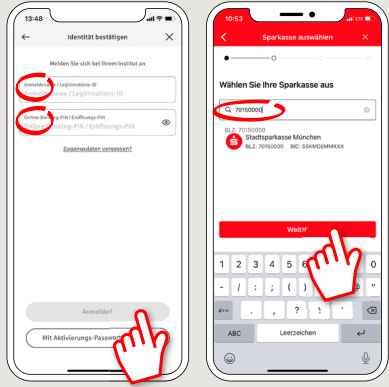 13:48
Identität bestätigen
Melden Sie sich bei Ihrem Institut an
Anmeldename / Legitimations-ID
Anmeldename / Legitimations-ID
Online-Banking-PIN / Eröffnungs-PIN
Online-Banking-PIN / Eröffnungs-PIN
Zugangsdaten vergessen?
Anmelden
Mit Aktivierungs-Passwort
10:53
LTE
Sparkasse auswählen
Wählen Sie Ihre Sparkasse aus
70150000
BLZ: 70150000
Stadtsparkasse München
BLZ: 70150000 BIC: SSKMDEMMXXX
Weiter
1 2 3 4 5 6 0
- / : ; ( ) @ "
#+= . , ? ! '
ABC Leerzeichen